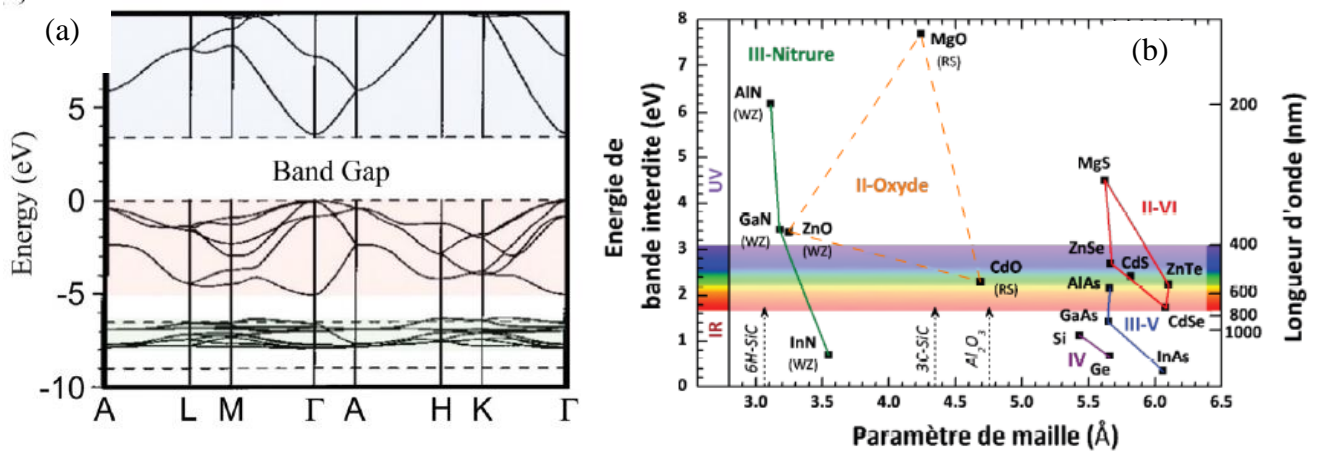 (a)
Energy (eV)
5
0
-5
-10
Band Gap
A L M Γ A H K Γ
(b)
Energie de
bande interdite (eV)
8
7
6
5
4
3
2
1
0
UV
IR
III-Nitrure
MgO
(RS)
AlN
(WZ)
II-Oxyde
MgS
II-VI
GaN
(WZ)
ZnO
(WZ)
ZnSe
CdS
ZnTe
CdO
(RS)
AlAs
GaAs
III-V
CdSe
Si
IV
Ge
InAs
InN
(WZ)
6H-SiC
3C-SiC
Al2O3
200
400
600
800
1000
Longueur d'onde (nm)
3.0 3.5 4.0 4.5 5.0 5.5 6.0 6.5
Paramètre de maille (Å)